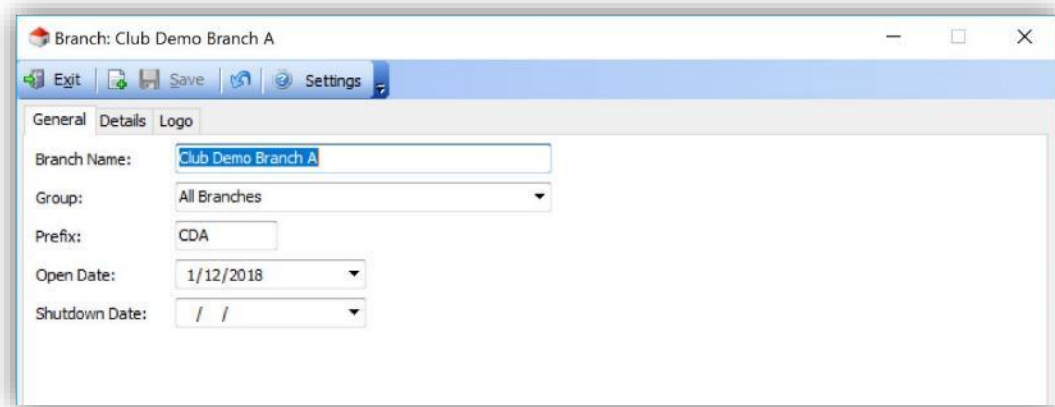 Branch: Club Demo Branch A
Exit Save Settings
General Details Logo
Branch Name: Club Demo Branch A
Group: All Branches
Prefix: CDA
Open Date: 1/12/2018
Shutdown Date: / /